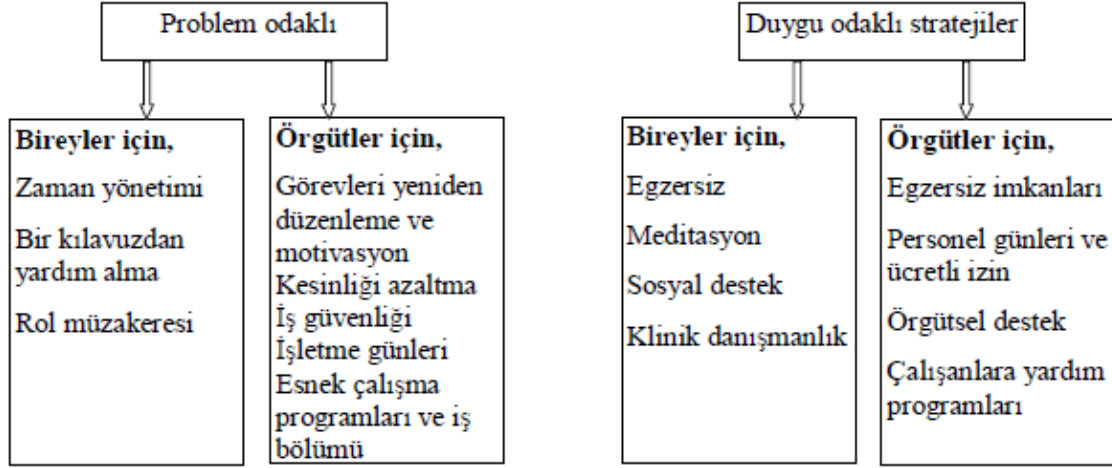 Problem odaklı
Bireyler için,
Zaman yönetimi
Bir kılavuzdan
yardım alma
Rol müzakeresi
Örgütler için,
Görevleri yeniden
düzenleme ve
motivasyon
Kesinliği azaltma
İş güvenliği
İşletme günleri
Esnek çalışma
programları ve iş
bölümü
Duygu odaklı stratejiler
Bireyler için,
Egzersiz
Meditasyon
Sosyal destek
Klinik danışmanlık
Örgütler için,
Egzersiz imkanları
Personel günleri ve
ücretli izin
Örgütsel destek
Çalışanlara yardım
programları